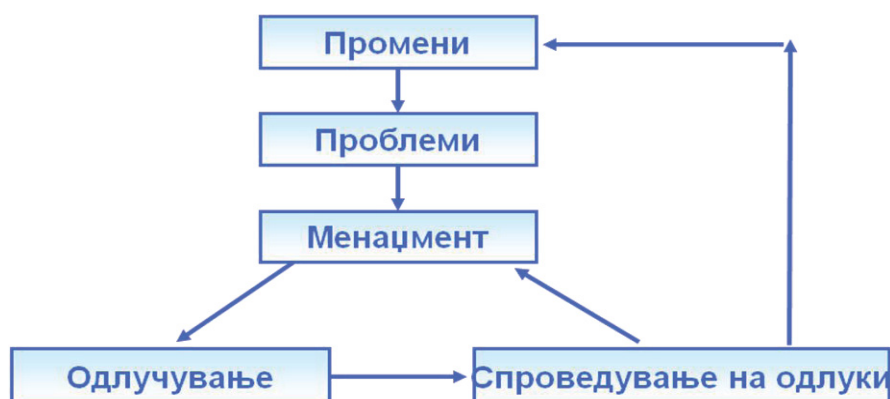 Промени
Проблеми
Менаџмент
Одлучување
Спроведување на одлуки